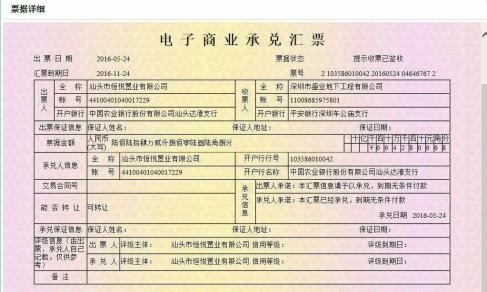 票据详细
电子商业承兑汇票
出票日期 2016-05-24 票据状态 提示收票已签收
汇票到期日 2016-11-24 票号 2 103586010042 20160524 04646767 2
出票人 全称 汕头市恒悦置业有限公司 收票人 全称 深圳市盛业地下工程有限公司
账号 44100401040017229 账号 11008685975801
开户银行 中国农业银行股份有限公司汕头达濠支行 开户银行 平安银行深圳车公庙支行
出票保证信息 保证人姓名: 保证人地址: 保证日期:
票据金额 人民币(大写) 陆佰陆拾肆万贰仟捌佰零陆圆陆角捌分 十亿千百十万千百十元角分
¥664280668
承兑人信息 全称 汕头市恒悦置业有限公司 开户行行号 103586010042
账号 44100401040017229 开户行名称 中国农业银行股份有限公司汕头达濠支行
交易合同号 承兑信息 出票人承诺:本汇票信息请予以承兑,到期无条件付款
能否转让 可转让 承兑人承诺:本汇票已经承兑,到期无条件付款
承兑日期 2016-05-24
承兑保证信息 保证人姓名: 保证人地址: 保证日期:
评级信息(由出票、承兑人自己记载,仅供参考) 出票人 评级主体: 汕头市恒悦置业有限公司 信用等级: 评级到期日:
承兑人 评级主体: 汕头市恒悦置业有限公司 信用等级: 评级到期日:
备注